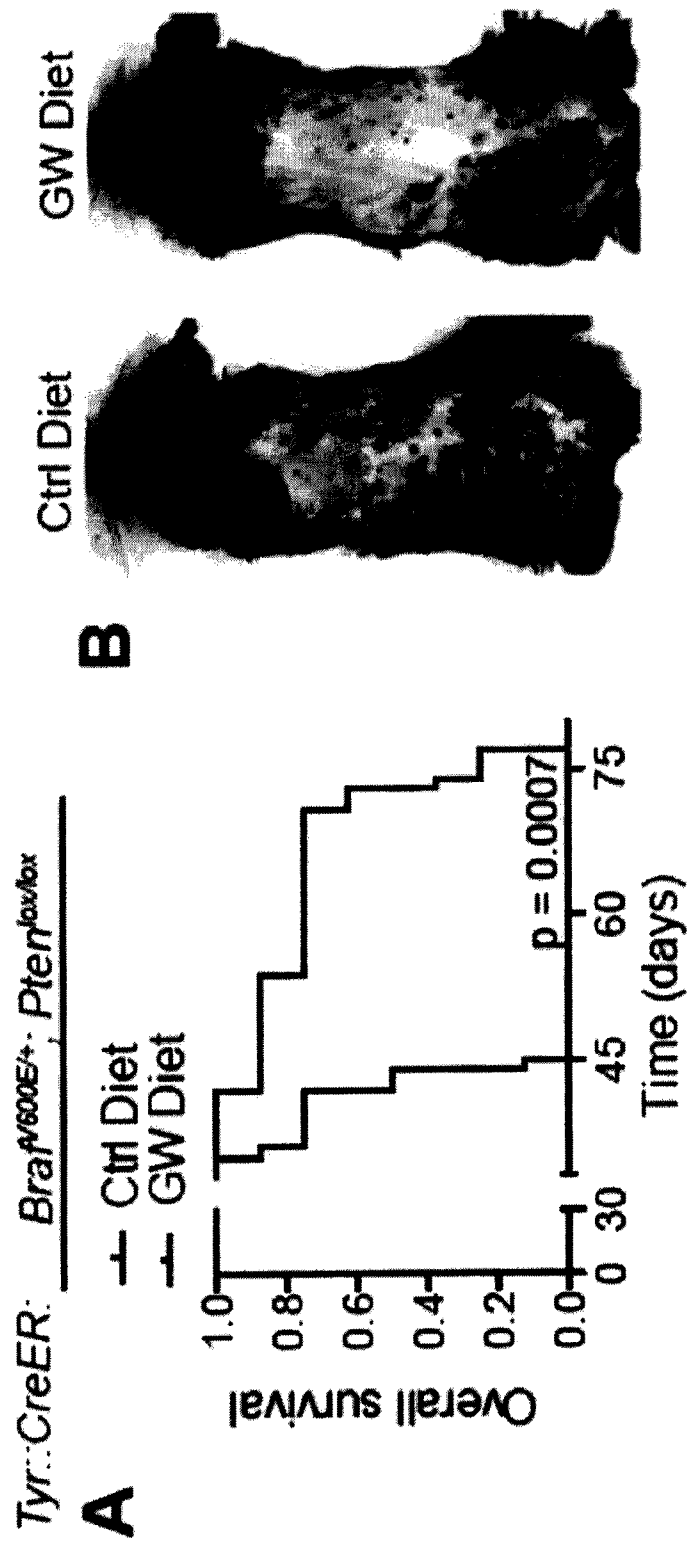 A
Tyr::CreER:
Braf^V600E/+; Pten^lox/lox
Ctrl Diet
GW Diet
Overall survival
1.0
0.8
0.6
0.4
0.2
0.0
0 30 45 60 75
p = 0.0007
Time (days)
B
Ctrl Diet GW Diet